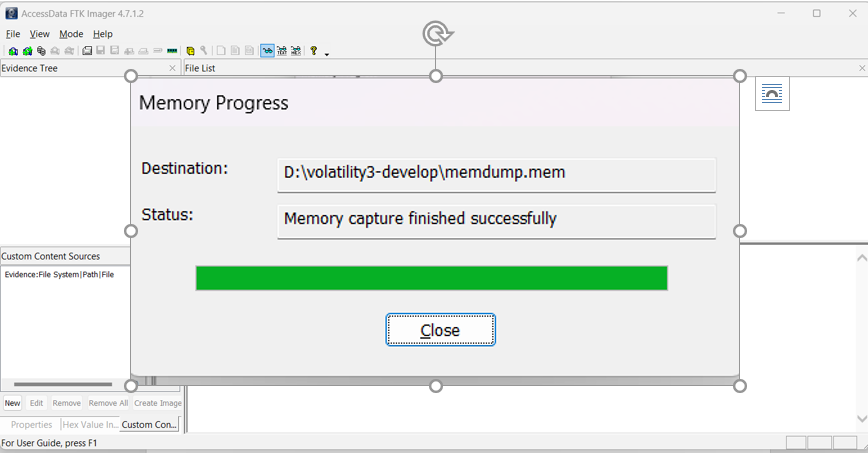 AccessData FTK Imager 4.7.1.2
File View Mode Help
Evidence Tree
File List
Memory Progress
Destination: D:\volatility3-develop\memdump.mem
Status: Memory capture finished successfully
Close
Custom Content Sources
Evidence:File System|Path|File
New Edit Remove Remove All Create Image
Properties Hex Value In... Custom Con...
For User Guide, press F1